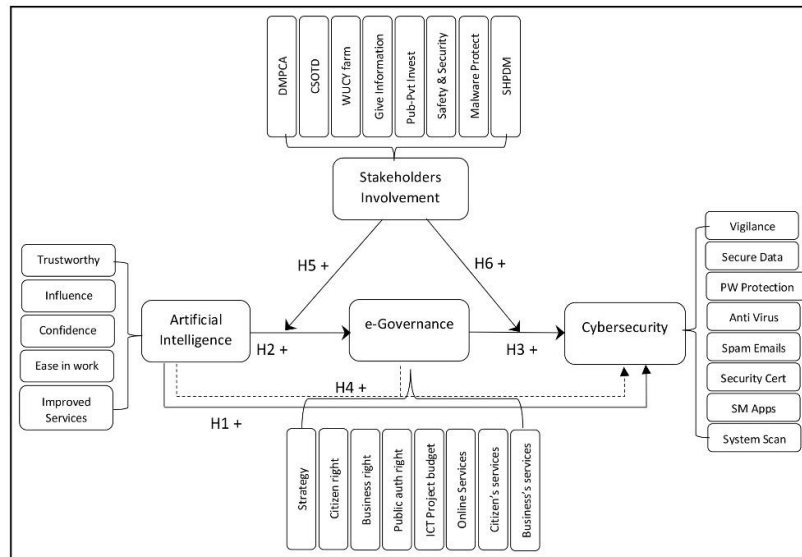 DMPCA
CSOTD
WUCY farm
Give Information
Pub-Pvt Invest
Safety & Security
Malware Protect
SHPDM
Stakeholders
Involvement
H5 +
H6 +
Trustworthy
Influence
Confidence
Ease in work
Improved
Services
Artificial
Intelligence
H2 +
e-Governance
H3 +
Cybersecurity
Vigilance
Secure Data
PW Protection
Anti Virus
Spam Emails
Security Cert
SM Apps
System Scan
H4 +
H1 +
Strategy
Citizen right
Business right
Public auth right
ICT Project budget
Online Services
Citizen’s services
Business’s services